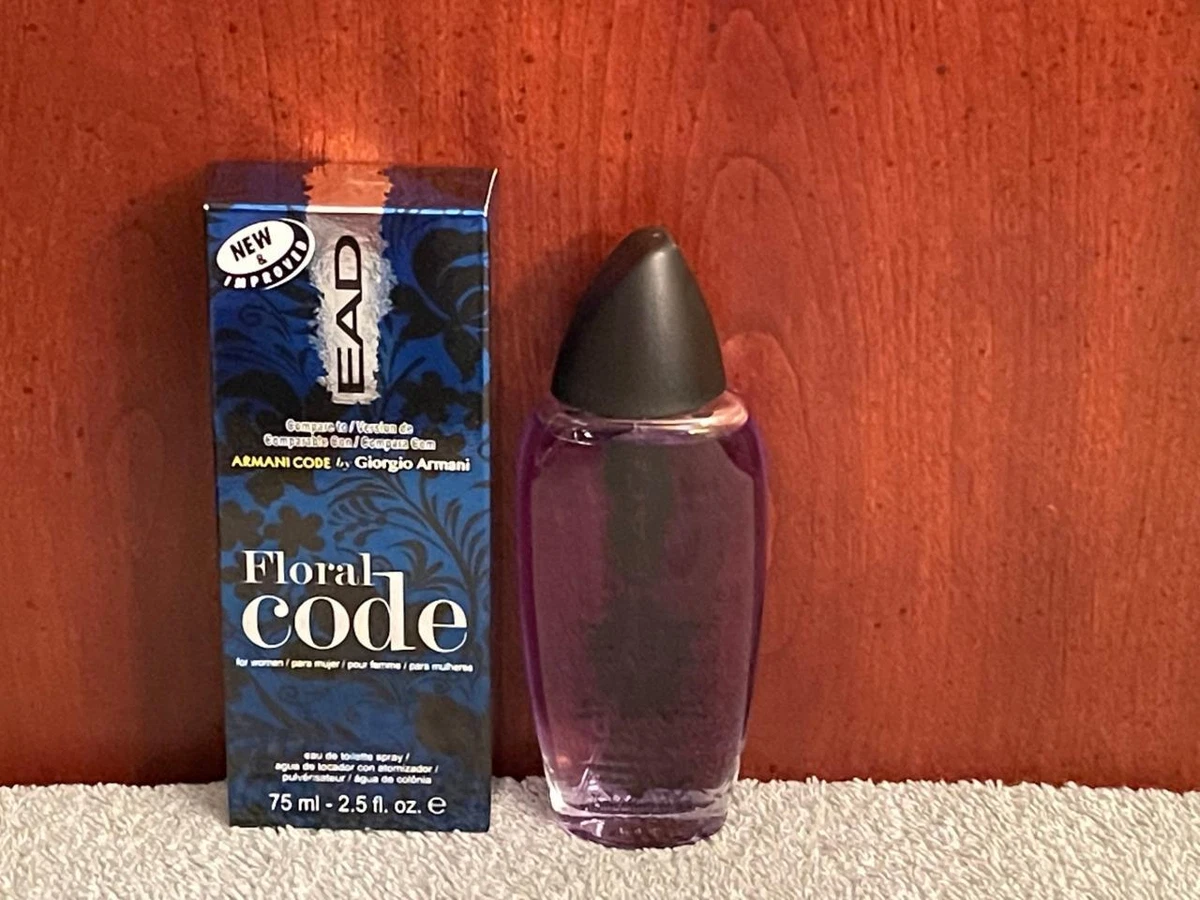 NEW
&
IMPROVED
EAD
Compare to / Version de
Comparable Con / Compara Com
ARMANI CODE by Giorgio Armani
Floral
code
for women / para mujer / pour femme / para mulheres
eau de toilette spray /
agua de tocador con atomizador /
pulvérisateur / água de colônia
75 ml - 2.5 fl. oz. e